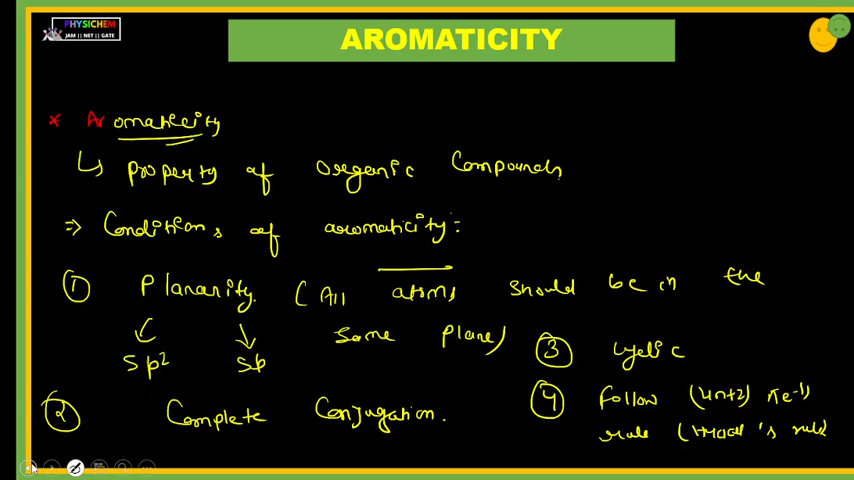 PHYSICHEM
JAM || NET || GATE
AROMATICITY
* Aromaticity
↳ Property of Organic Compounds
⇒ Conditions of aromaticity:
① Planarity. (All atoms should be in the
same plane)
sp² sp
② Complete Conjugation.
③ Cyclic
④ follow (4n+2) πe⁻)
rule ( 's rule